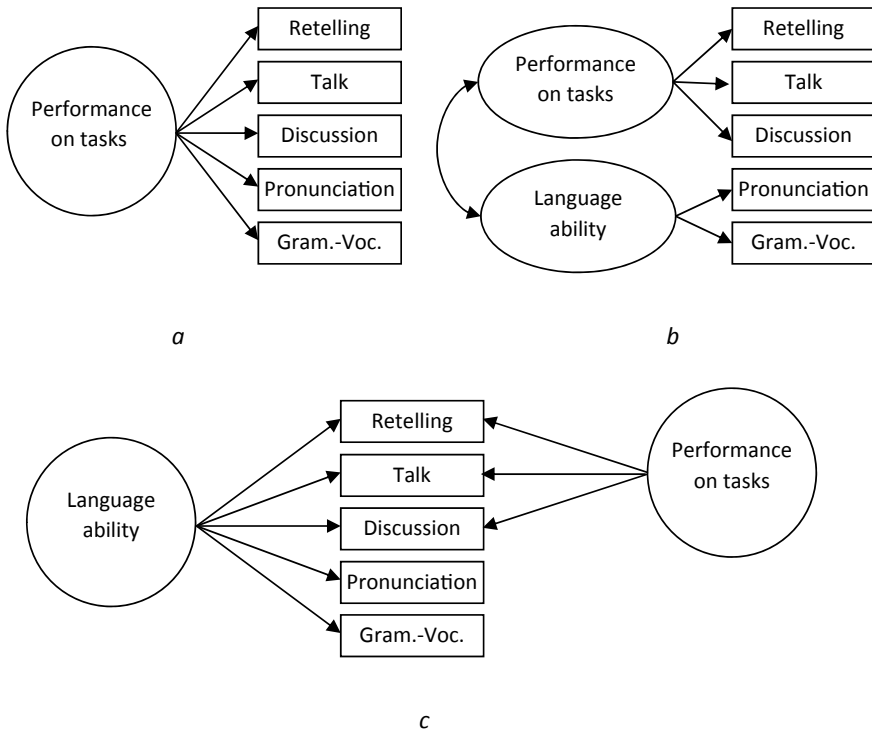 Performance
on tasks
Retelling
Talk
Discussion
Pronunciation
Gram.-Voc.
a
Performance
on tasks
Language
ability
Retelling
Talk
Discussion
Pronunciation
Gram.-Voc.
b
Language
ability
Retelling
Talk
Discussion
Pronunciation
Gram.-Voc.
Performance
on tasks
c